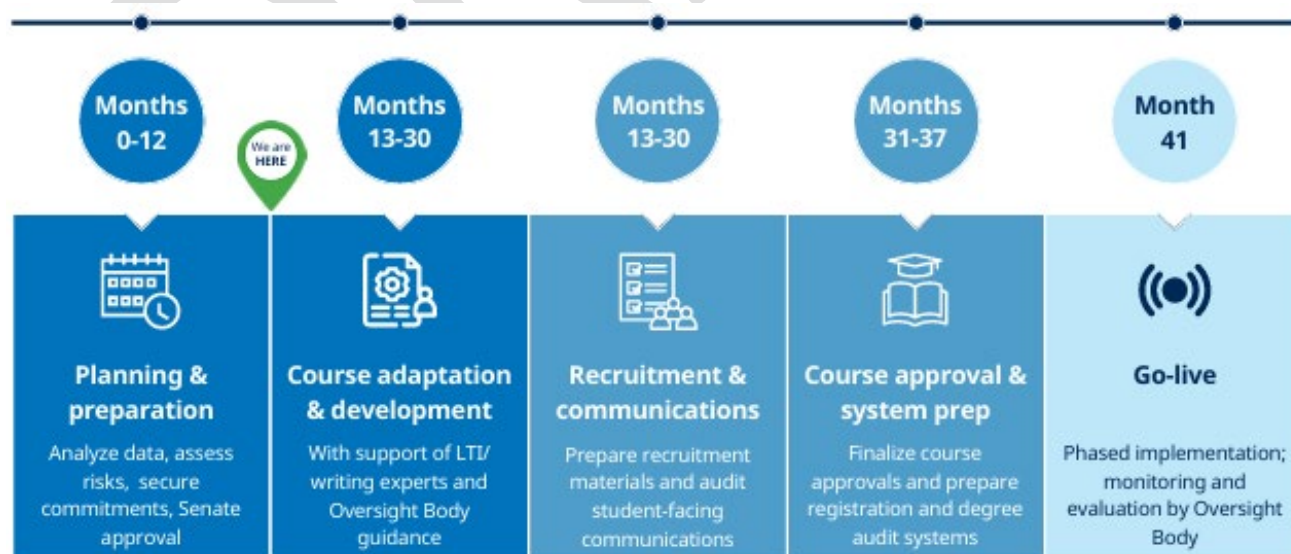 Months
0-12
We are
HERE
Months
13-30
Months
13-30
Months
31-37
Month
41
Planning &
preparation
Analyze data, assess
risks, secure
commitments, Senate
approval
Course adaptation
& development
With support of LTI/
writing experts and
Oversight Body
guidance
Recruitment &
communications
Prepare recruitment
materials and audit
student-facing
communications
Course approval &
system prep
Finalize course
approvals and prepare
registration and degree
audit systems
Go-live
Phased implementation;
monitoring and
evaluation by Oversight
Body